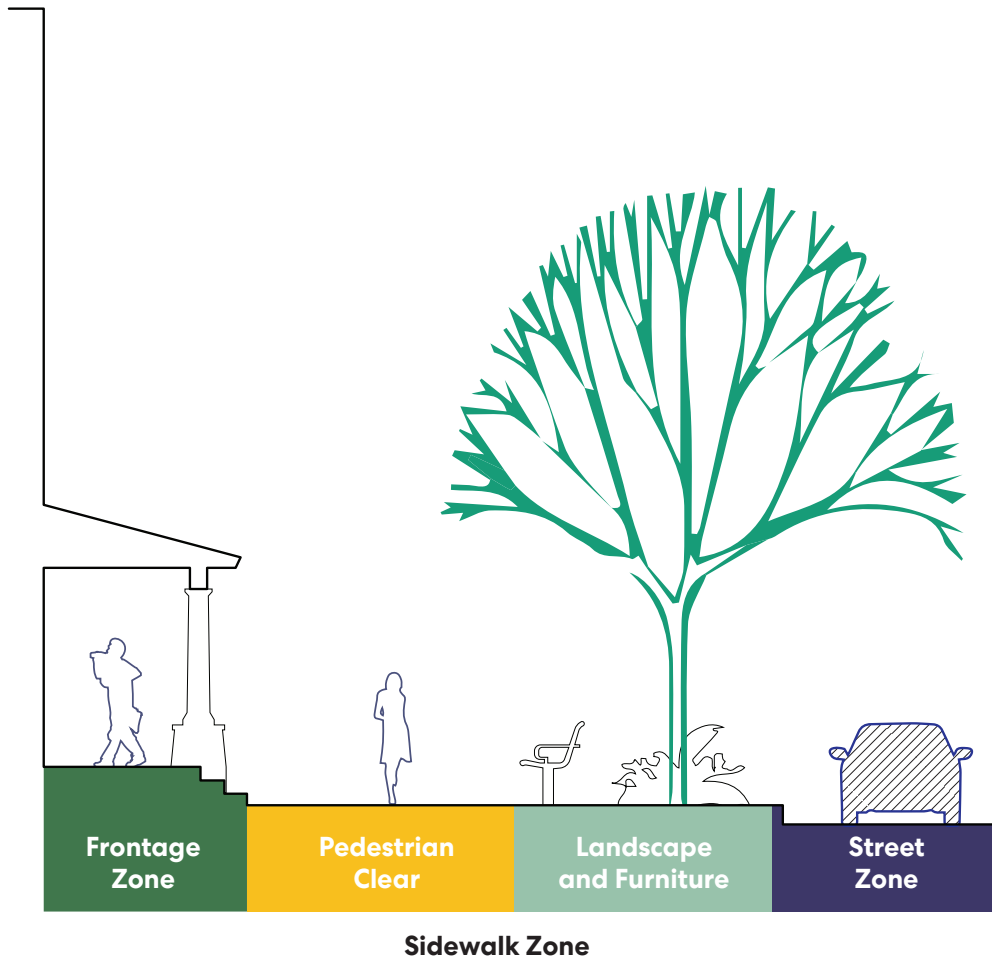 Frontage
Zone
Pedestrian
Clear
Landscape
and Furniture
Street
Zone
Sidewalk Zone